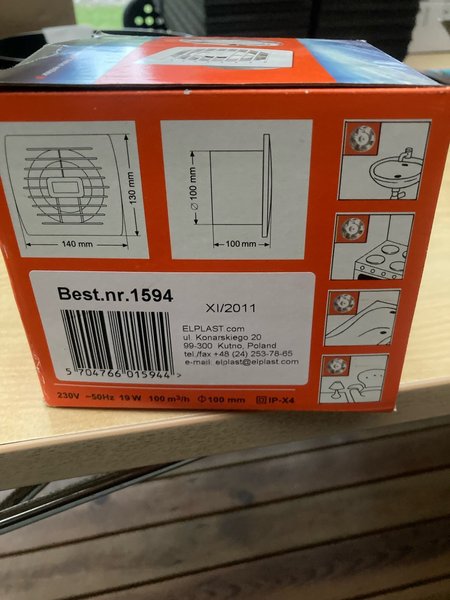 130 mm
140 mm
Ø 100 mm
100 mm
Best.nr.1594
XI/2011
ELPLAST com
ul. Konarskiego 20
99-300 Kutno, Poland
tel./fax +48 (24) 253-78-65
e-mail: elplast@elplast.com
5 704766 015944 >
230V ~50Hz 19W 100 m³/h Φ100 mm IP-X4